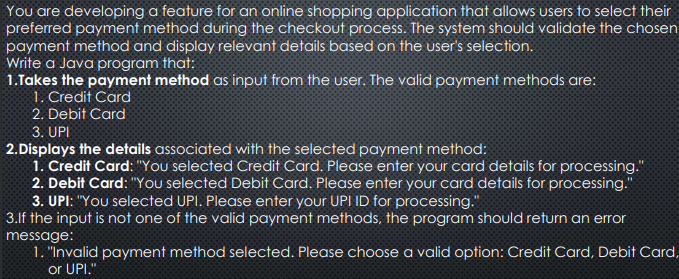 You are developing a feature for an online shopping application that allows users to select their
preferred payment method during the checkout process. The system should validate the chosen
payment method and display relevant details based on the user's selection.
Write a Java program that:
1.Takes the payment method as input from the user. The valid payment methods are:
1. Credit Card
2. Debit Card
3. UPI
2.Displays the details associated with the selected payment method:
1. Credit Card: "You selected Credit Card. Please enter your card details for processing."
2. Debit Card: "You selected Debit Card. Please enter your card details for processing."
3. UPI: "You selected UPI. Please enter your UPI ID for processing."
3.If the input is not one of the valid payment methods, the program should return an error
message:
1. "Invalid payment method selected. Please choose a valid option: Credit Card, Debit Card,
or UPI."